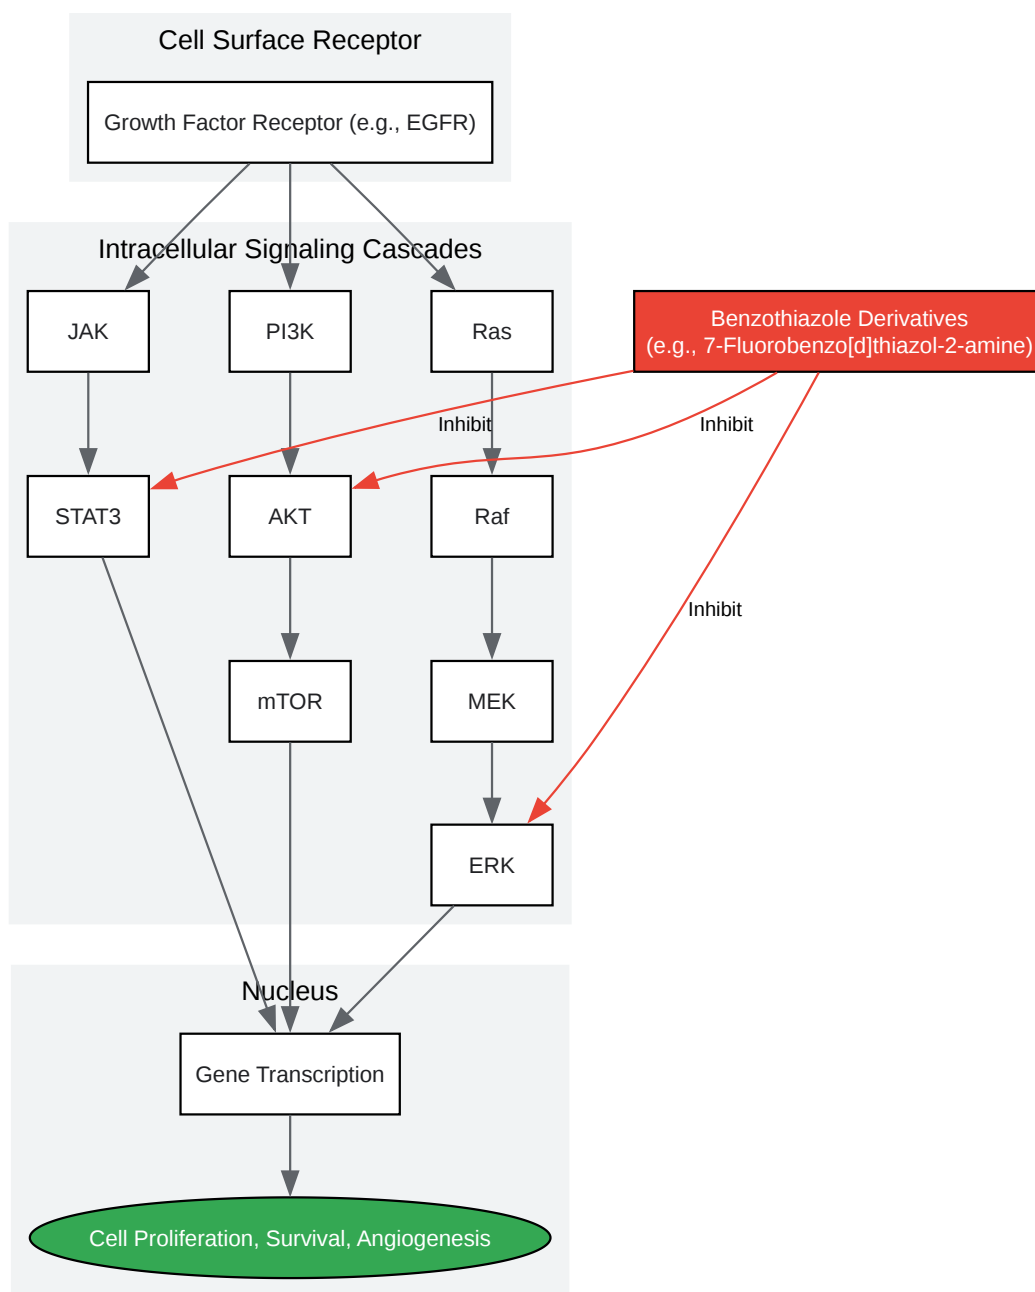 Cell Surface Receptor
Growth Factor Receptor (e.g., EGFR)
Intracellular Signaling Cascades
JAK
PI3K
Ras
Benzothiazole Derivatives
(e.g., 7-Fluorobenzo[d]thiazol-2-amine)
Inhibit
Inhibit
STAT3
AKT
Raf
Inhibit
mTOR
MEK
ERK
Nucleus
Gene Transcription
Cell Proliferation, Survival, Angiogenesis